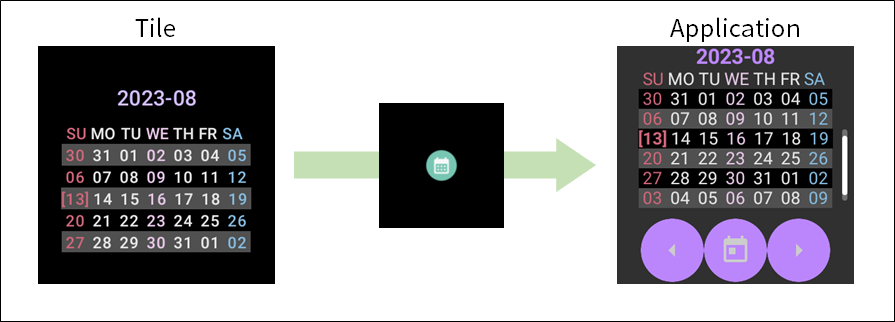 Tile
2023-08
SU MO TU WE TH FR SA
30 31 01 02 03 04 05
06 07 08 09 10 11 12
[13] 14 15 16 17 18 19
20 21 22 23 24 25 26
27 28 29 30 31 01 02
Application
2023-08
SU MO TU WE TH FR SA
30 31 01 02 03 04 05
06 07 08 09 10 11 12
[13] 14 15 16 17 18 19
20 21 22 23 24 25 26
27 28 29 30 31 01 02
03 04 05 06 07 08 09